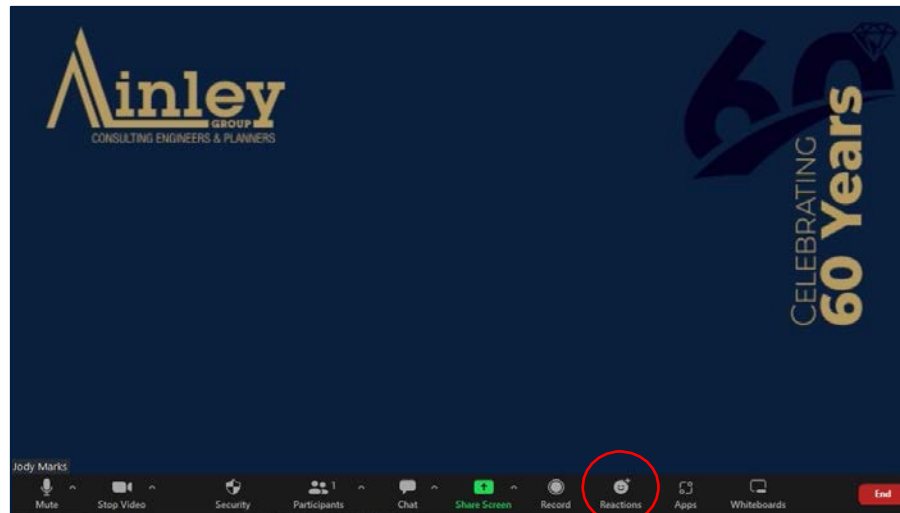 Ainley
GROUP
CONSULTING ENGINEERS & PLANNERS
60
CELEBRATING
60 Years
Jody Marks
Mute
Stop Video
Security
1
Participants
Chat
Share Screen
Record
Reactions
Apps
Whiteboards
End